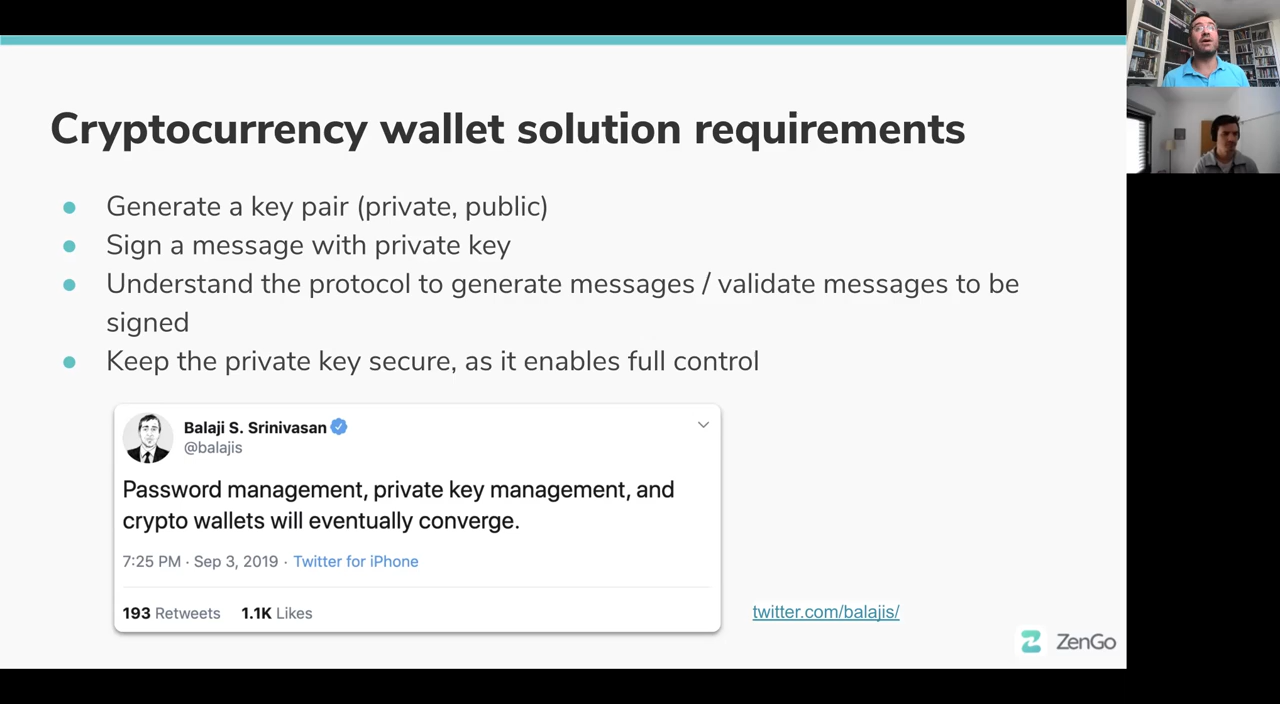 Cryptocurrency wallet solution requirements
● Generate a key pair (private, public)
● Sign a message with private key
● Understand the protocol to generate messages / validate messages to be
signed
● Keep the private key secure, as it enables full control
Balaji S. Srinivasan
@balajis
Password management, private key management, and
crypto wallets will eventually converge.
7:25 PM · Sep 3, 2019 · Twitter for iPhone
193 Retweets 1.1K Likes
twitter.com/balajis/
ZenGo